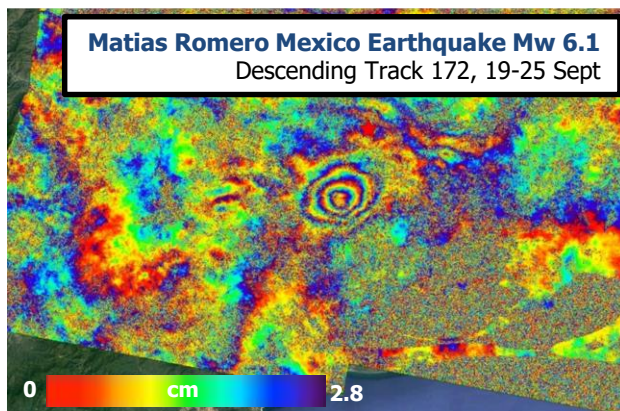 Matias Romero Mexico Earthquake Mw 6.1
Descending Track 172, 19-25 Sept
0 cm 2.8